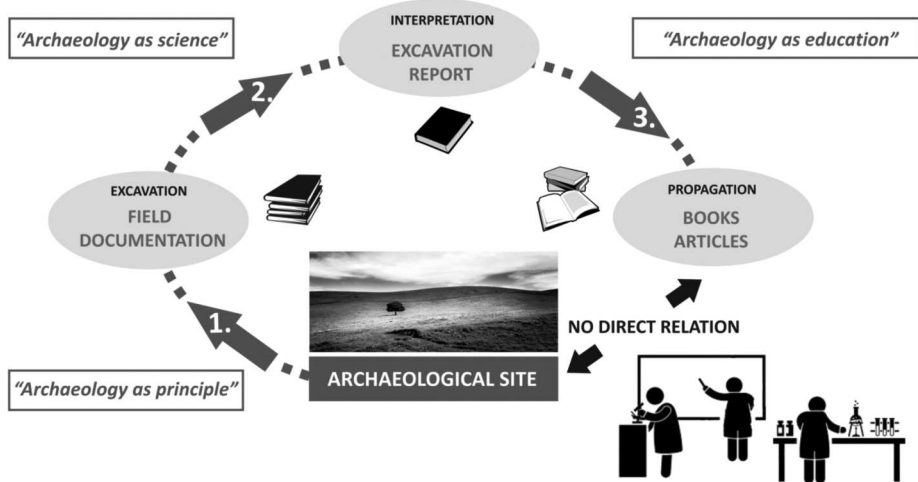 INTERPRETATION
EXCAVATION
REPORT
“Archaeology as science”
“Archaeology as education”
2.
3.
EXCAVATION
FIELD
DOCUMENTATION
PROPAGATION
BOOKS
ARTICLES
1.
NO DIRECT RELATION
ARCHAEOLOGICAL SITE
“Archaeology as principle”